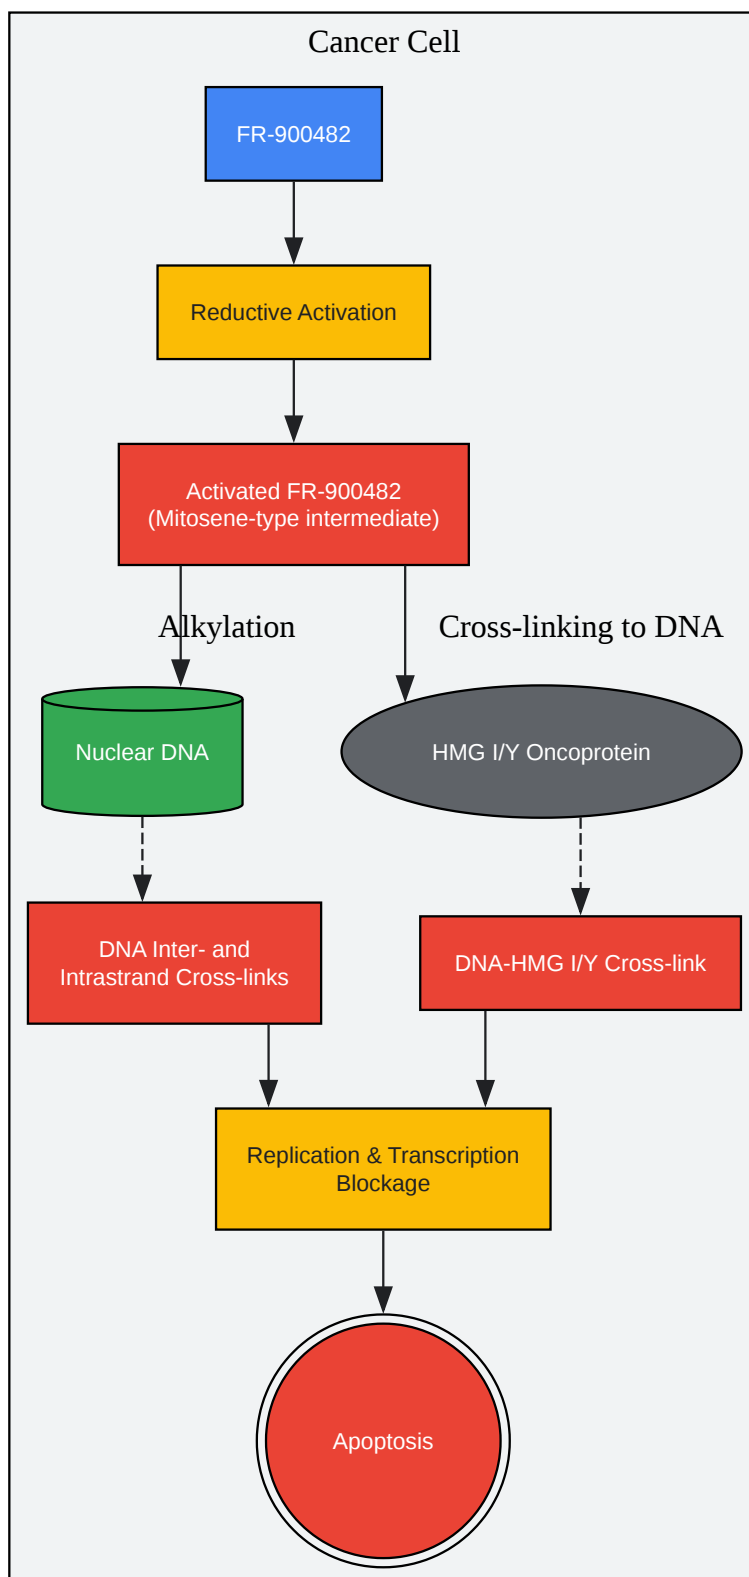 Cancer Cell
FR-900482
Reductive Activation
Activated FR-900482
(Mitosene-type intermediate)
Alkylation
Cross-linking to DNA
Nuclear DNA
HMG I/Y Oncoprotein
DNA Inter- and
Intrastrand Cross-links
DNA-HMG I/Y Cross-link
Replication & Transcription
Blockage
Apoptosis